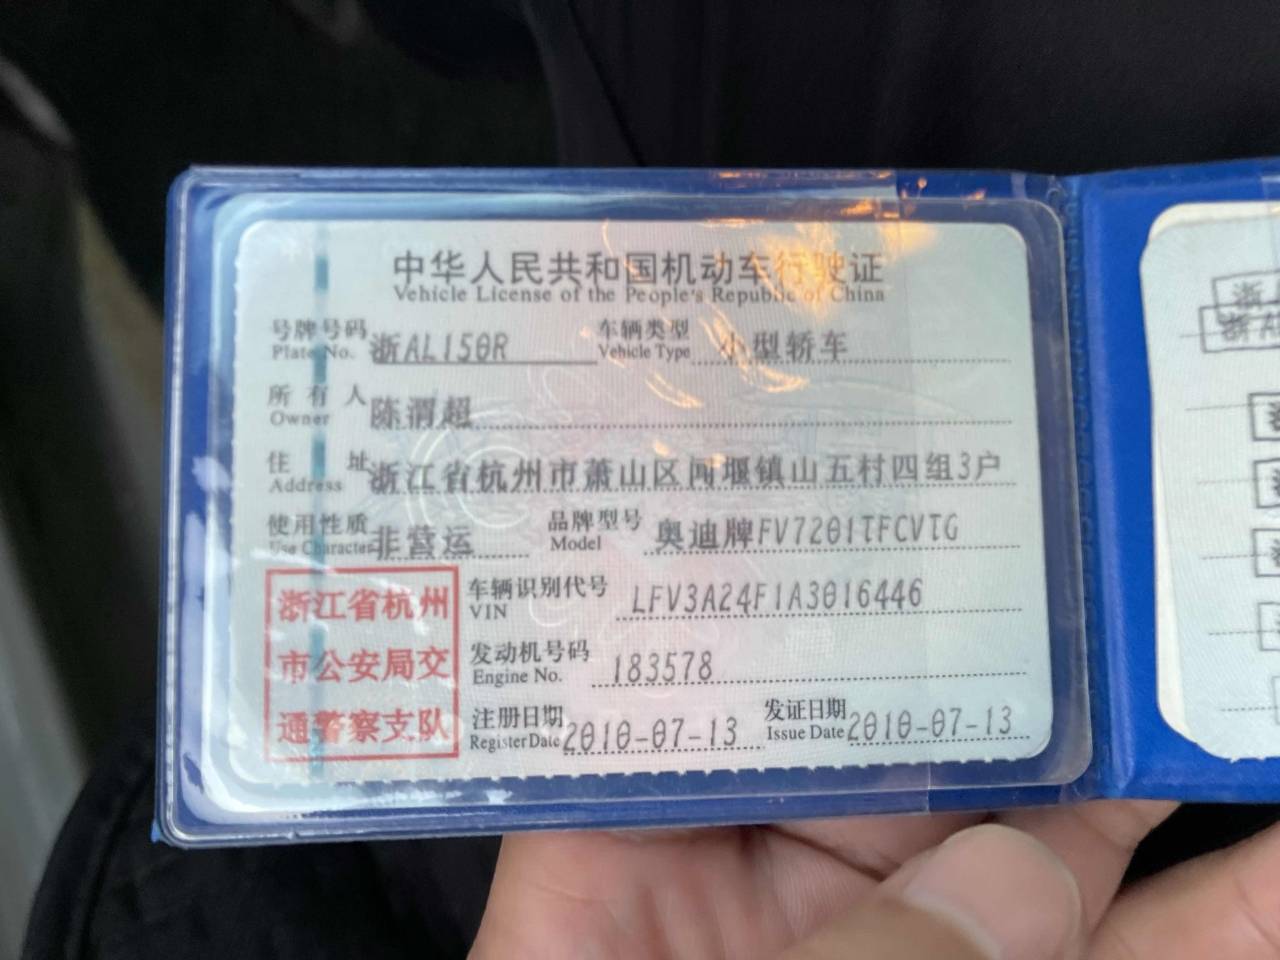 中华人民共和国机动车行驶证
Vehicle License of the People's Republic of China
号牌号码 浙AL150R 车辆类型 小型轿车
Plate No. Vehicle Type
所有人 陈渭超
Owner
住址 浙江省杭州市萧山区闻堰镇山五村四组3户
Address
使用性质 非营运 品牌型号 奥迪牌FV7201TFCVTG
Use Character Model
浙江省杭州
市公安局交
通警察支队
车辆识别代号 LFV3A24F1A3016446
VIN
发动机号码 183578
Engine No.
注册日期 2010-07-13 发证日期 2010-07-13
Register Date Issue Date